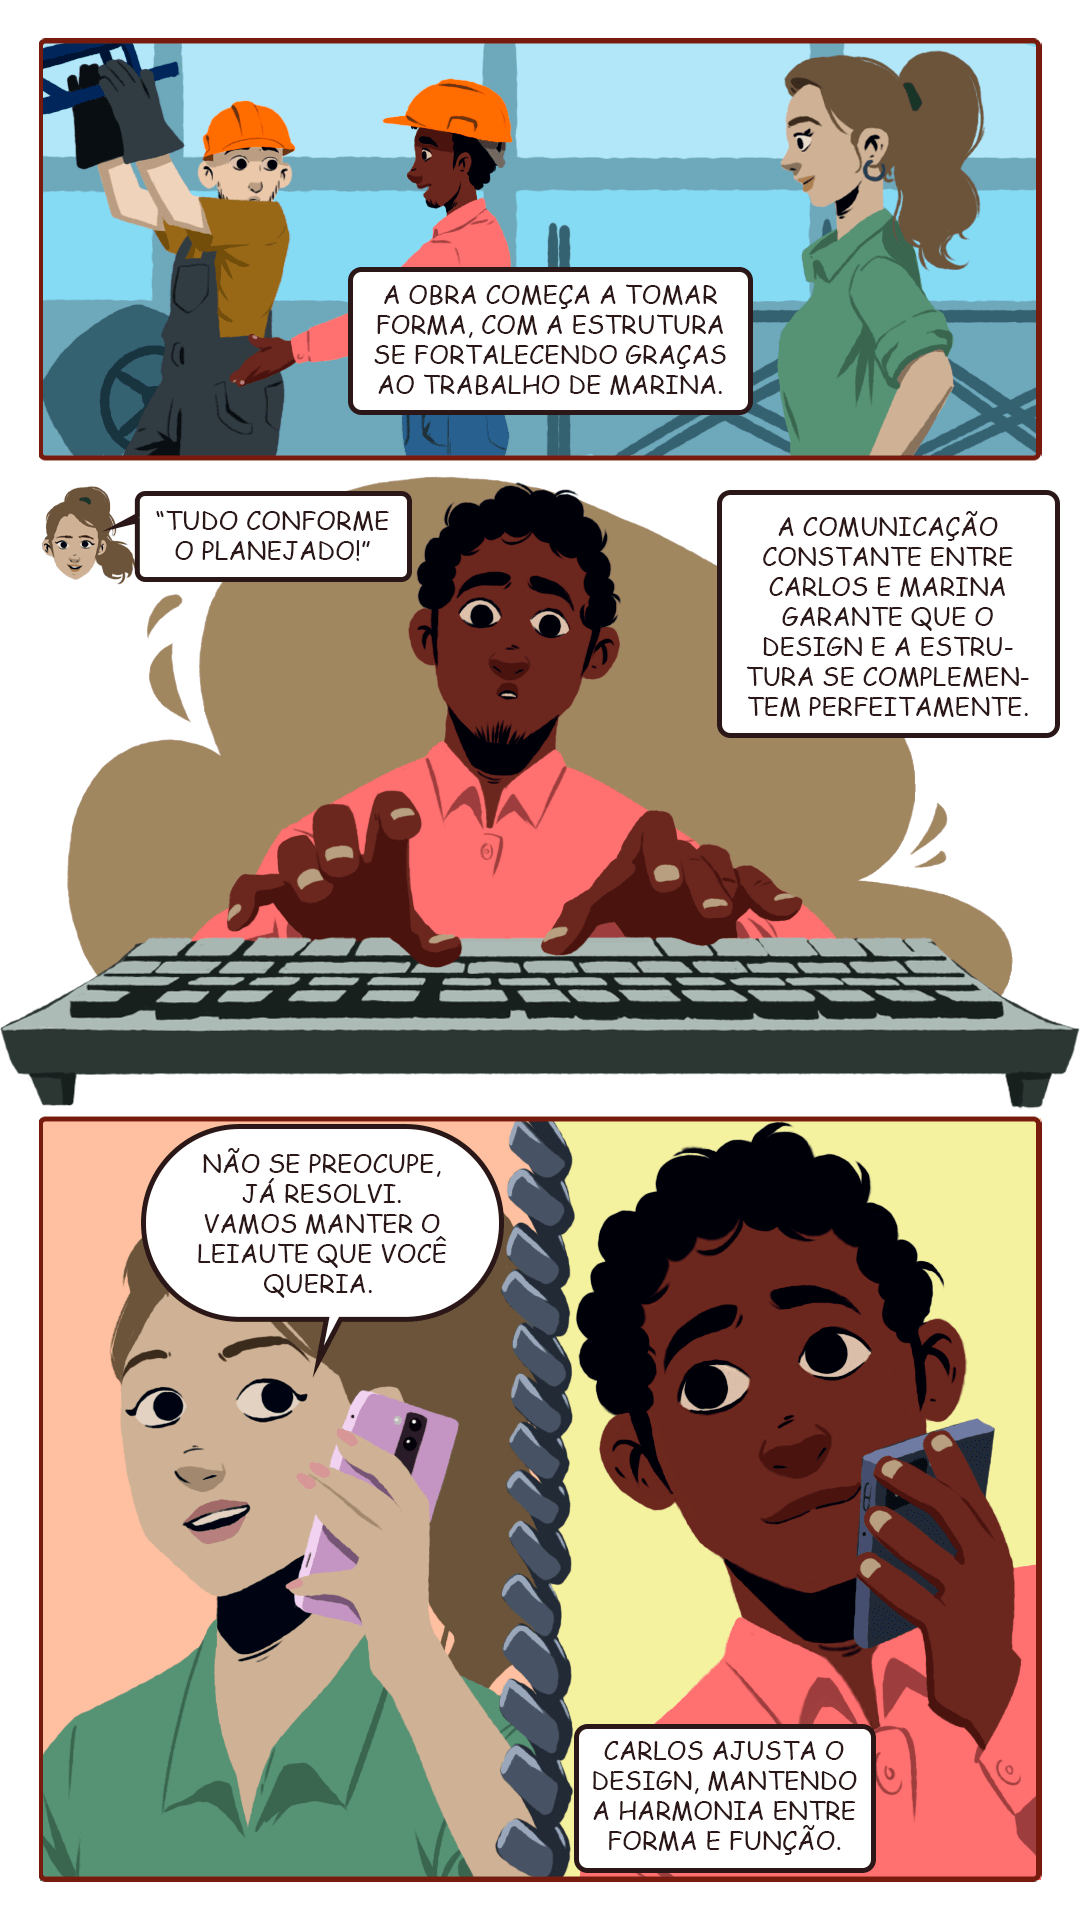 A OBRA COMEÇA A TOMAR
FORMA, COM A ESTRUTURA
SE FORTALECENDO GRAÇAS
AO TRABALHO DE MARINA.
“TUDO CONFORME
O PLANEJADO!”
A COMUNICAÇÃO
CONSTANTE ENTRE
CARLOS E MARINA
GARANTE QUE O
DESIGN E A ESTRU-
TURA SE COMPLEMEN-
TEM PERFEITAMENTE.
NÃO SE PREOCUPE,
JÁ RESOLVI.
VAMOS MANTER O
LEIAUTE QUE VOCÊ
QUERIA.
CARLOS AJUSTA O
DESIGN, MANTENDO
A HARMONIA ENTRE
FORMA E FUNÇÃO.